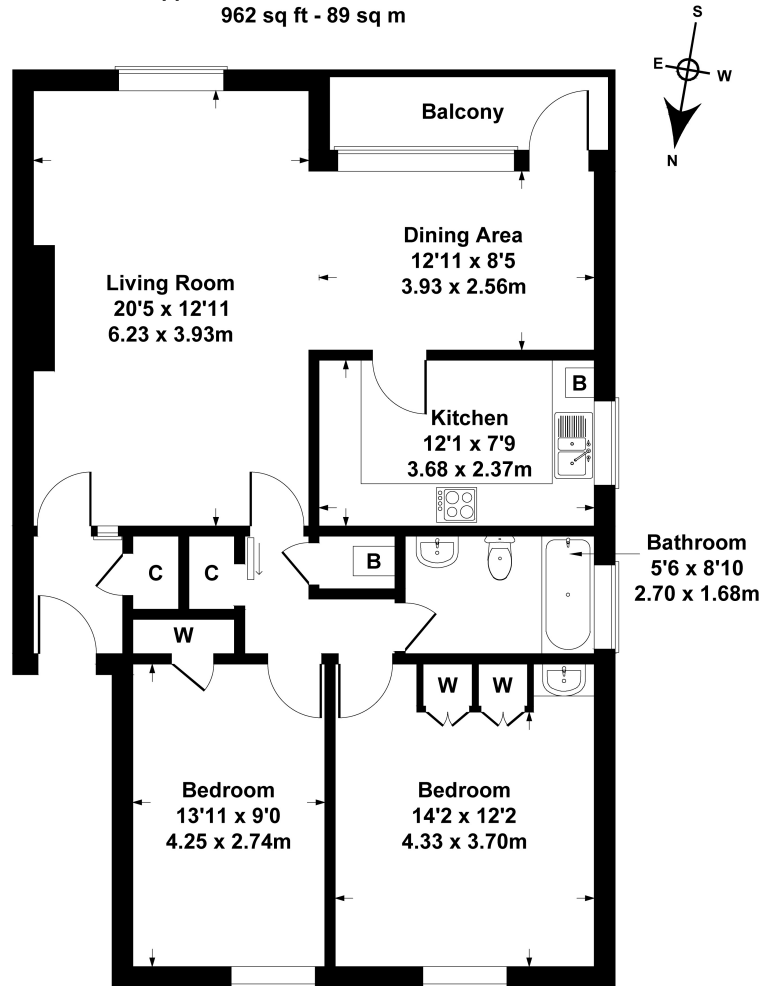 962 sq ft - 89 sq m
S
E
W
N
Balcony
Dining Area
12'11 x 8'5
3.93 x 2.56m
Living Room
20'5 x 12'11
6.23 x 3.93m
B
Kitchen
12'1 x 7'9
3.68 x 2.37m
Bathroom
5'6 x 8'10
2.70 x 1.68m
C
C
B
W
W
W
Bedroom
13'11 x 9'0
4.25 x 2.74m
Bedroom
14'2 x 12'2
4.33 x 3.70m